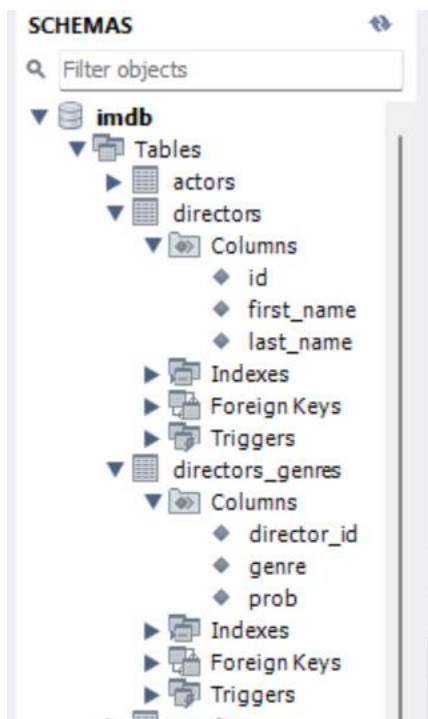 SCHEMAS
Filter objects
imdb
Tables
actors
directors
Columns
id
first_name
last_name
Indexes
Foreign Keys
Triggers
directors_genres
Columns
director_id
genre
prob
Indexes
Foreign Keys
Triggers